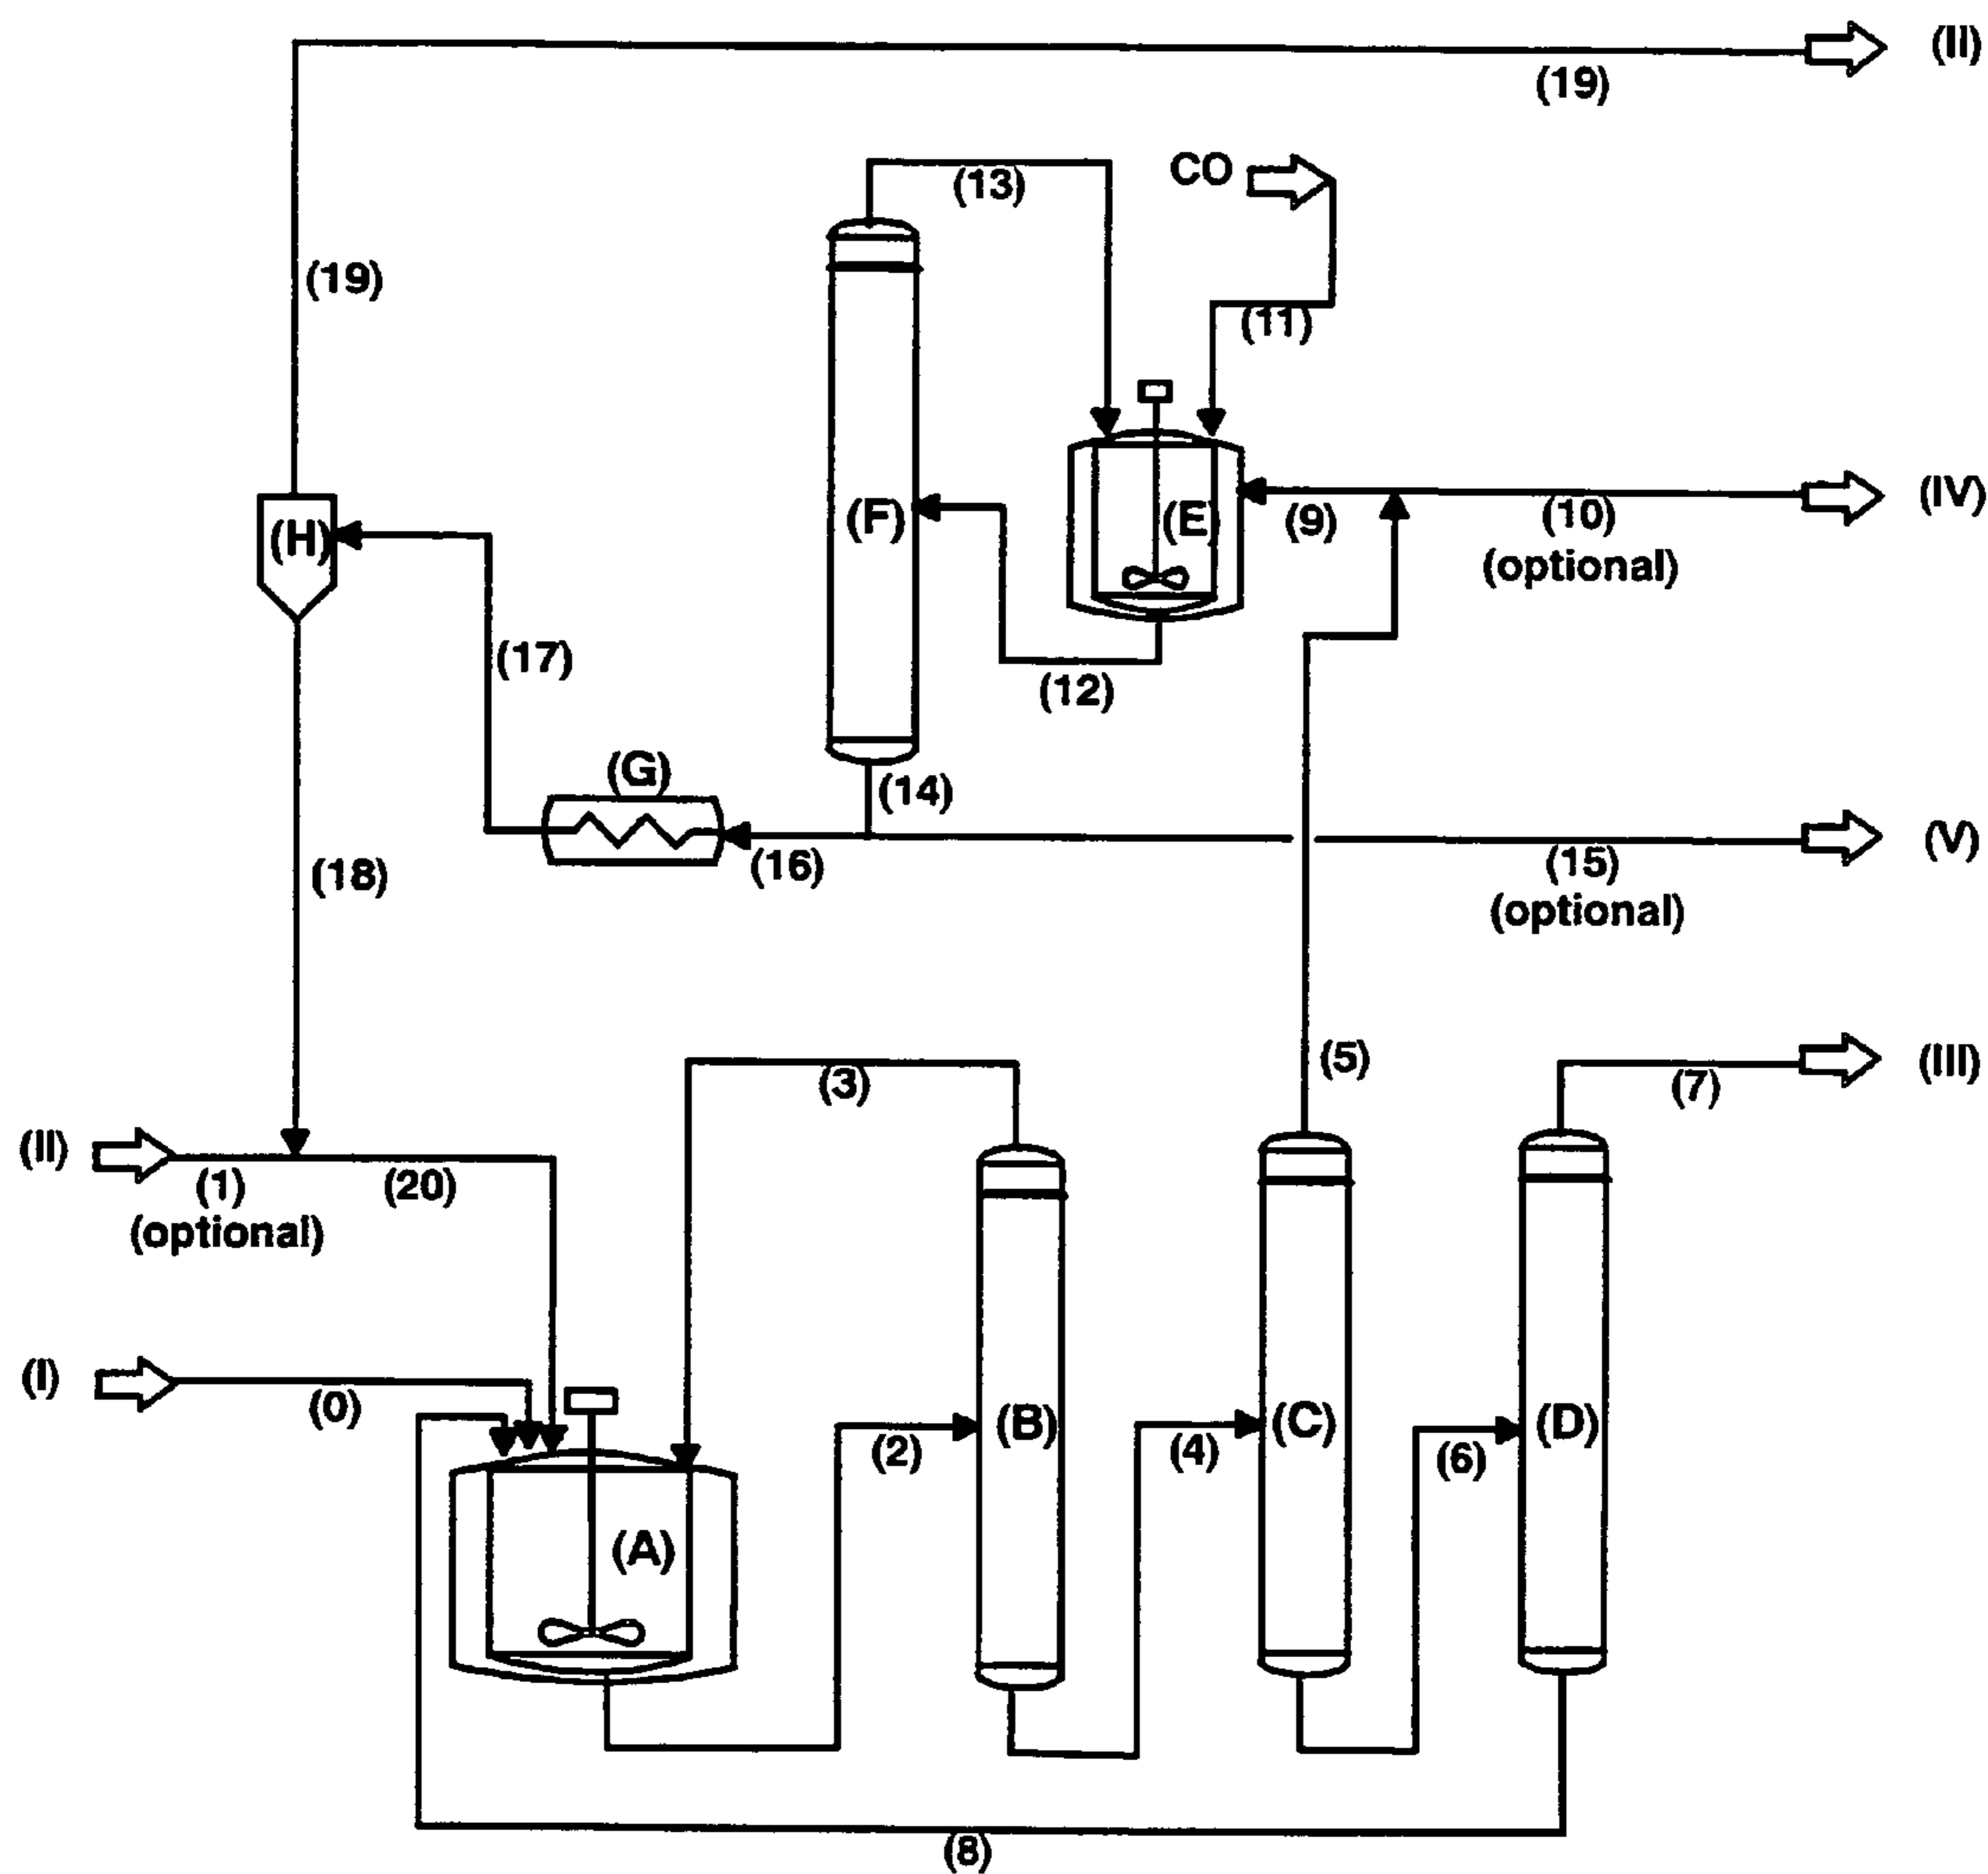 (II)
(19)
(13)
CO
(19)
(11)
(H)
(F)
(E)
(9)
(10)
(optional)
(IV)
(17)
(12)
(G)
(14)
(16)
(15)
(optional)
(V)
(18)
(5)
(3)
(7)
(III)
(II)
(1)
(optional)
(20)
(I)
(0)
(2)
(B)
(4)
(C)
(6)
(D)
(A)
(8)